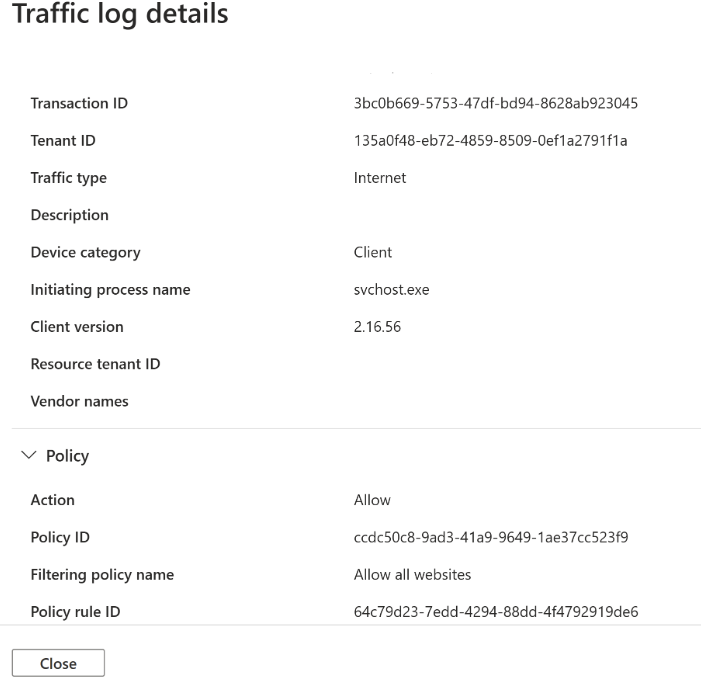 Traffic log details
Transaction ID 3bc0b669-5753-47df-bd94-8628ab923045
Tenant ID 135a0f48-eb72-4859-8509-0ef1a2791f1a
Traffic type Internet
Description
Device category Client
Initiating process name svchost.exe
Client version 2.16.56
Resource tenant ID
Vendor names
Policy
Action Allow
Policy ID ccdc50c8-9ad3-41a9-9649-1ae37cc523f9
Filtering policy name Allow all websites
Policy rule ID 64c79d23-7edd-4294-88dd-4f4792919de6
Close